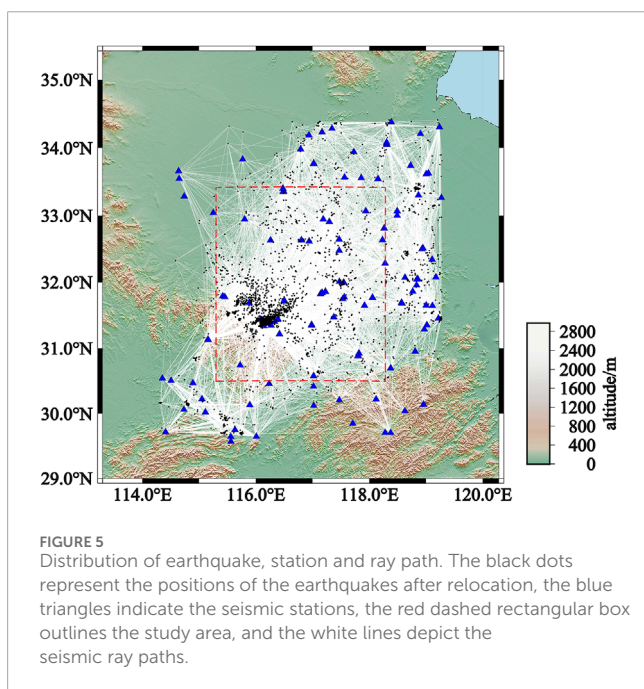 35.0°N
34.0°N
33.0°N
32.0°N
31.0°N
30.0°N
29.0°N
114.0°E 116.0°E 118.0°E 120.0°E
2800
2400
2000
1600
1200
800
400
0
altitude/m
FIGURE 5
Distribution of earthquake, station and ray path. The black dots
represent the positions of the earthquakes after relocation, the blue
triangles indicate the seismic stations, the red dashed rectangular box
outlines the study area, and the white lines depict the
seismic ray paths.